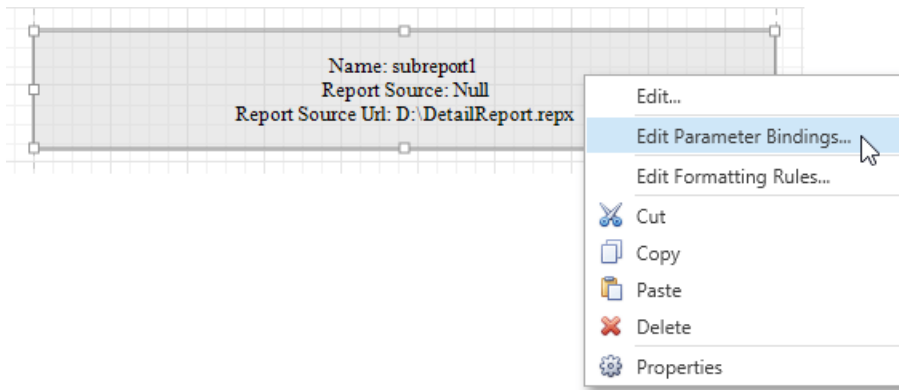 Name: subreport1
Report Source: Null
Report Source Url: D:\DetailReport.repx
Edit...
Edit Parameter Bindings...
Edit Formatting Rules...
Cut
Copy
Paste
Delete
Properties